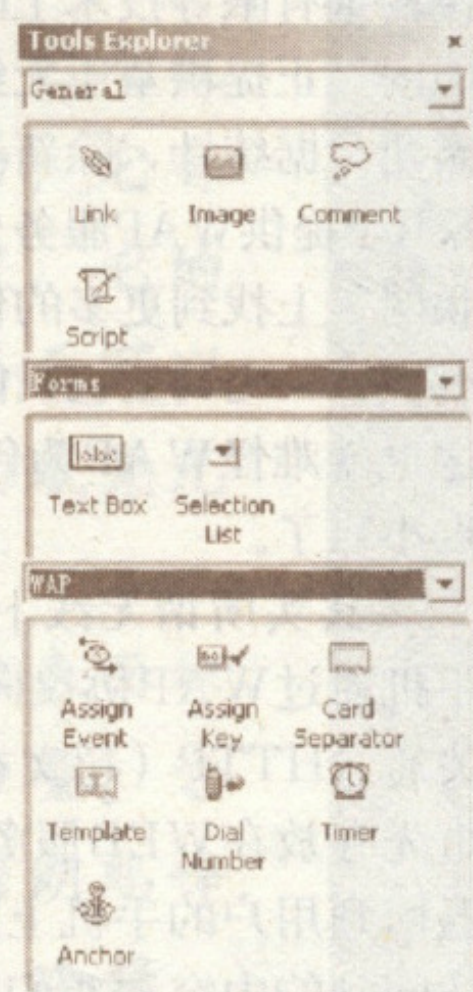 Tools Explorer
General
Link Image Comment
Script
Forms
abc
Text Box Selection
List
WAP
Assign Assign Card
Event Key Separator
Template Dial Timer
Number
Anchor